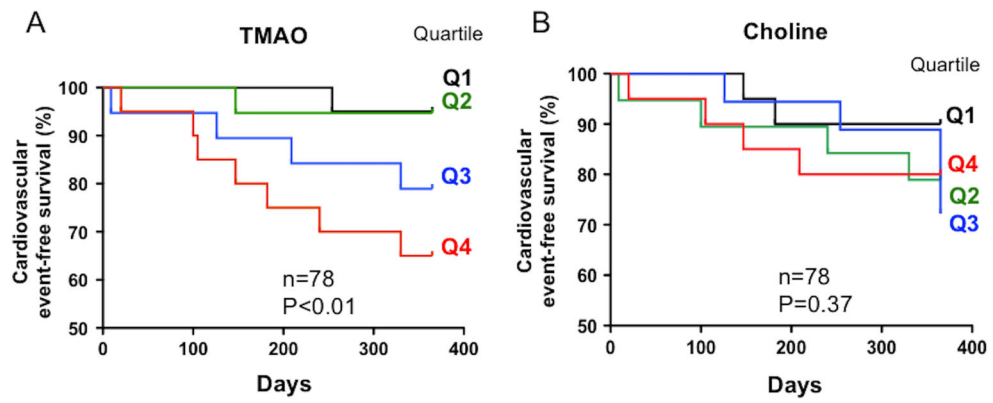 A
TMAO
Quartile
Cardiovascular
event-free survival (%)
100
90
80
70
60
50
Q1
Q2
Q3
Q4
n=78
P<0.01
0
100
200
300
400
Days
B
Choline
Quartile
Cardiovascular
event-free survival (%)
100
90
80
70
60
50
Q1
Q4
Q2
Q3
n=78
P=0.37
0
100
200
300
400
Days